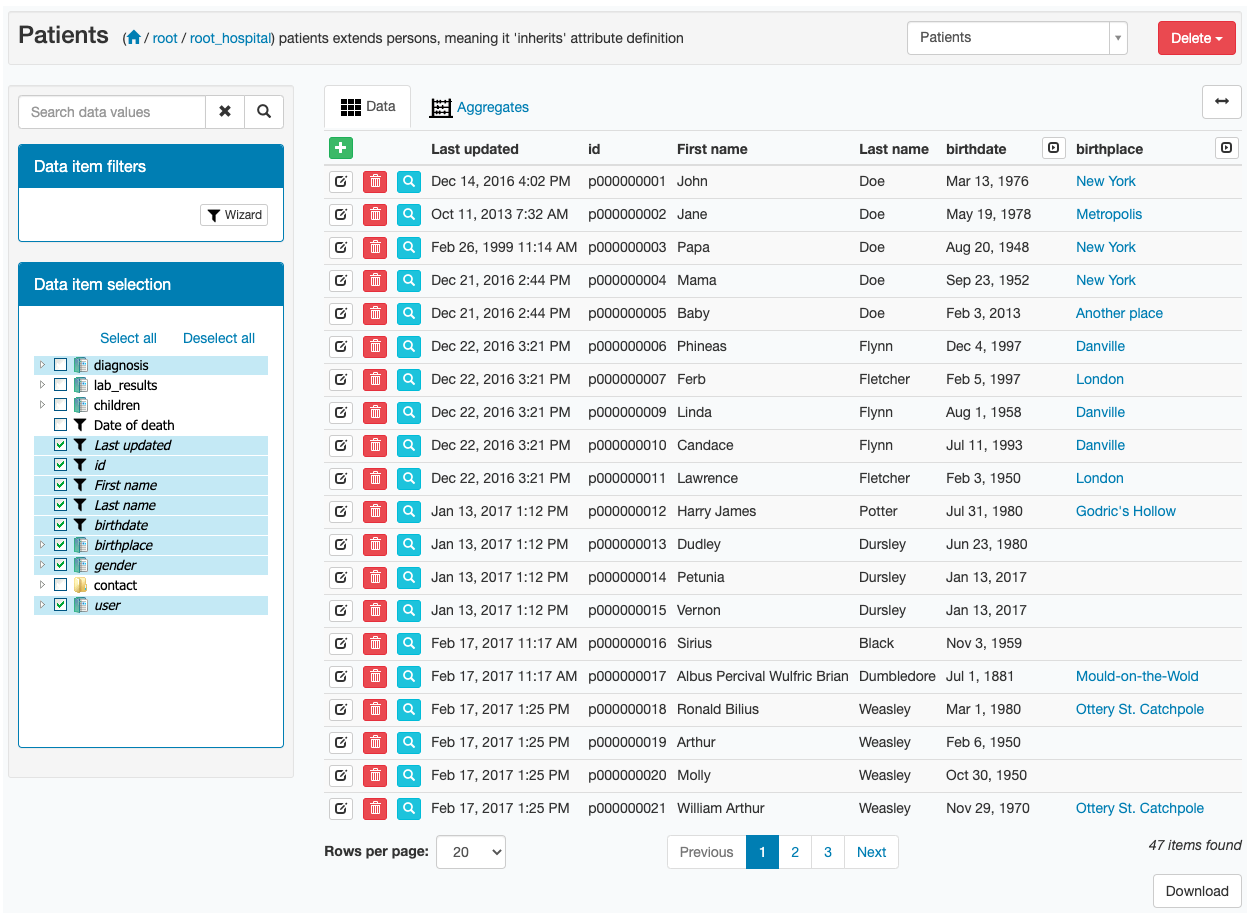 Patients (/ root / root_hospital) patients extends persons, meaning it 'inherits' attribute definition
Patients
Delete
Search data values
Data item filters
Wizard
Data item selection
Select all Deselect all
diagnosis
lab_results
children
Date of death
Last updated
id
First name
Last name
birthdate
birthplace
gender
contact
user
Data Aggregates
Last updated id First name Last name birthdate birthplace
Dec 14, 2016 4:02 PM p000000001 John Doe Mar 13, 1976 New York
Oct 11, 2013 7:32 AM p000000002 Jane Doe May 19, 1978 Metropolis
Feb 26, 1999 11:14 AM p000000003 Papa Doe Aug 20, 1948 New York
Dec 21, 2016 2:44 PM p000000004 Mama Doe Sep 23, 1952 New York
Dec 21, 2016 2:44 PM p000000005 Baby Doe Feb 3, 2013 Another place
Dec 22, 2016 3:21 PM p000000006 Phineas Flynn Dec 4, 1997 Danville
Dec 22, 2016 3:21 PM p000000007 Ferb Fletcher Feb 5, 1997 London
Dec 22, 2016 3:21 PM p000000009 Linda Flynn Aug 1, 1958 Danville
Dec 22, 2016 3:21 PM p000000010 Candace Flynn Jul 11, 1993 Danville
Dec 22, 2016 3:21 PM p000000011 Lawrence Fletcher Feb 3, 1950 London
Jan 13, 2017 1:12 PM p000000012 Harry James Potter Jul 31, 1980 Godric's Hollow
Jan 13, 2017 1:12 PM p000000013 Dudley Dursley Jun 23, 1980
Jan 13, 2017 1:12 PM p000000014 Petunia Dursley Jan 13, 2017
Jan 13, 2017 1:12 PM p000000015 Vernon Dursley Jan 13, 2017
Feb 17, 2017 11:17 AM p000000016 Sirius Black Nov 3, 1959
Feb 17, 2017 11:17 AM p000000017 Albus Percival Wulfric Brian Dumbledore Jul 1, 1881 Mould-on-the-Wold
Feb 17, 2017 1:25 PM p000000018 Ronald Bilius Weasley Mar 1, 1980 Ottery St. Catchpole
Feb 17, 2017 1:25 PM p000000019 Arthur Weasley Feb 6, 1950
Feb 17, 2017 1:25 PM p000000020 Molly Weasley Oct 30, 1950
Feb 17, 2017 1:25 PM p000000021 William Arthur Weasley Nov 29, 1970 Ottery St. Catchpole
Rows per page: 20 Previous 1 2 3 Next 47 items found
Download